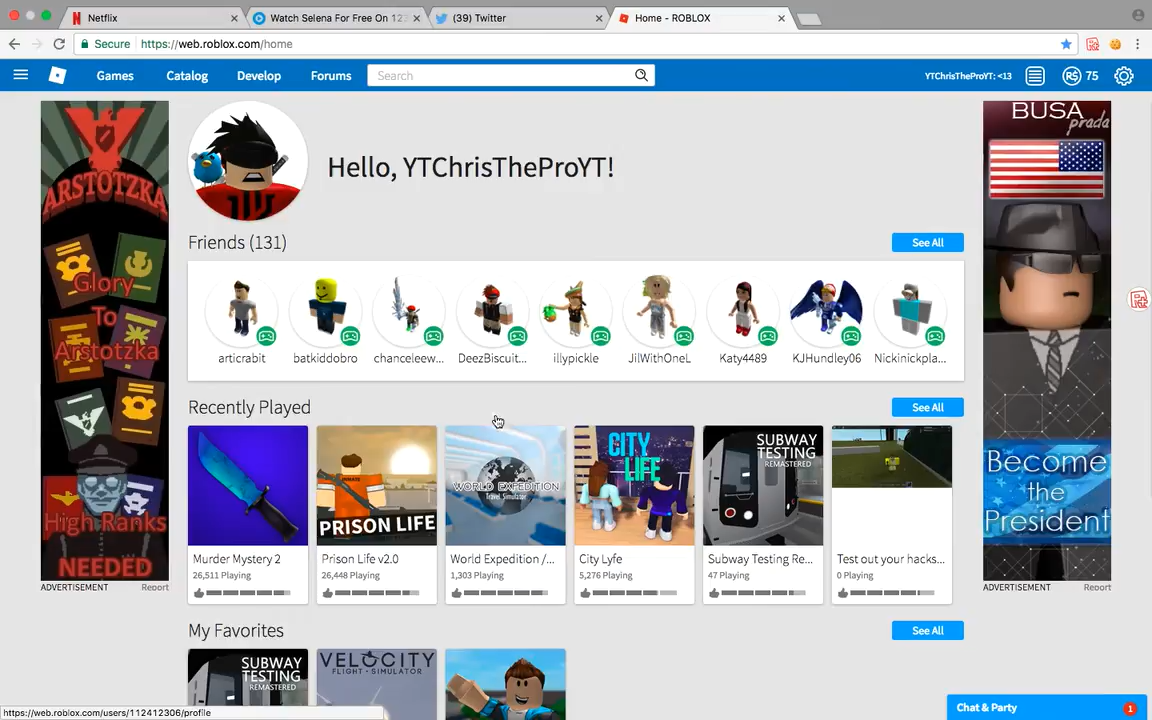 Netflix
Watch Selena For Free On 123
(39) Twitter
Home - ROBLOX
Secure https://web.roblox.com/home
Games Catalog Develop Forums Search YTChrisTheProYT: <13 R$ 75
Hello, YTChrisTheProYT!
Friends (131)
See All
articrabit
batkiddobro
chanceleew...
DeezBiscuit...
illypickle
JilWithOneL
Katy4489
KJHundley06
Nickinickpla...
Recently Played
See All
PRISON LIFE
WORLD EXPEDITION
Travel Simulator
CITY
LIFE
SUBWAY
TESTING
REMASTERED
Murder Mystery 2
26,511 Playing
Prison Life v2.0
26,448 Playing
World Expedition /...
1,303 Playing
City Lyfe
5,276 Playing
Subway Testing Re...
47 Playing
Test out your hacks...
0 Playing
My Favorites
See All
SUBWAY
TESTING
REMASTERED
VELOCITY
FLIGHT SIMULATOR
ARSTOTZKA
Glory
To
Arstotzka
High Ranks
NEEDED
ADVERTISEMENT Report
BUSA
prada
Become
the
President
ADVERTISEMENT Report
https://web.roblox.com/users/112412306/profile
Chat & Party 1